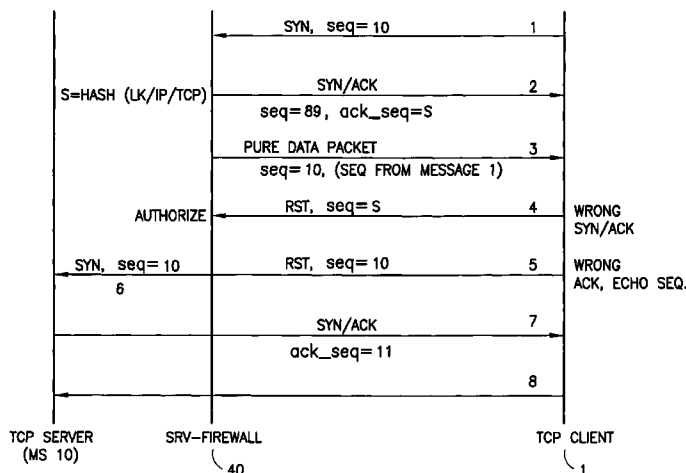 SYN, seq=10 1
S=HASH (LK/IP/TCP) SYN/ACK 2
seq=89, ack_seq=S
PURE DATA PACKET 3
seq=10, (SEQ FROM MESSAGE 1)
AUTHORIZE RST, seq=S 4 WRONG
SYN/ACK
SYN, seq=10 RST, seq=10 5 WRONG
6 ACK, ECHO SEQ.
SYN/ACK 7
ack_seq=11
8
TCP SERVER SRV-FIREWALL TCP CLIENT
(MS 10)
40 1